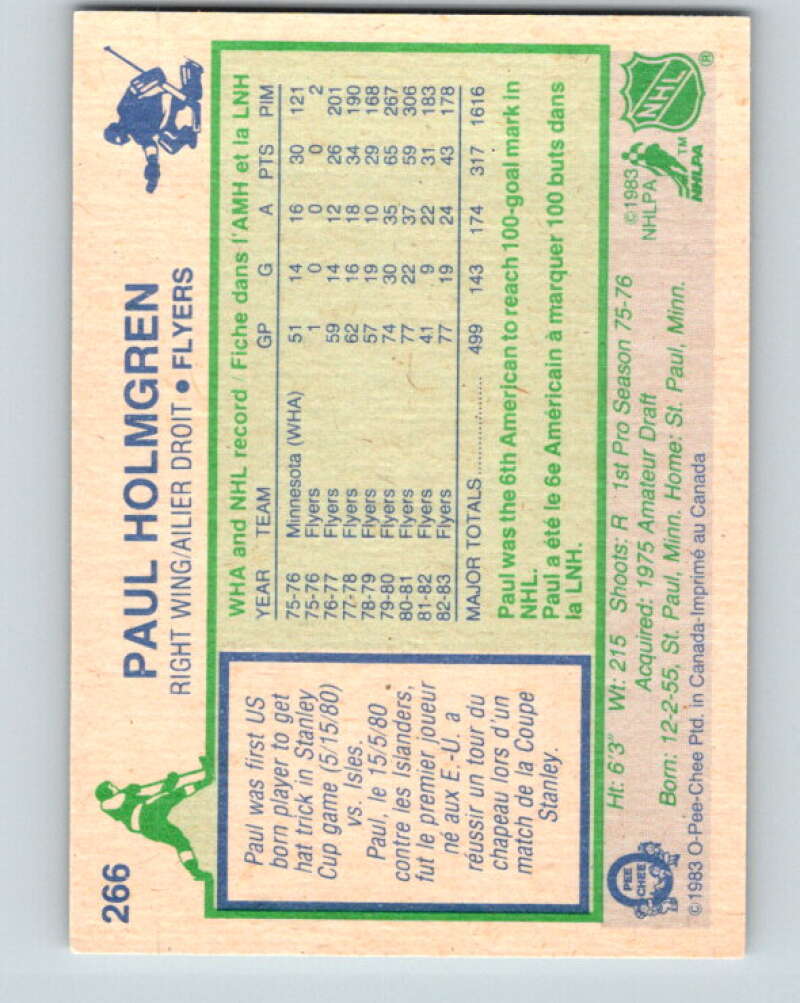 266
PAUL HOLMGREN
RIGHT WING/AILIER DROIT • FLYERS
Paul was first US
born player to get
hat trick in Stanley
Cup game (5/15/80)
vs. Isles.
Paul, le 15/5/80
contre les Islanders,
fut le premier joueur
né aux E.-U. a
réussir un tour du
chapeau lors d'un
match de la Coupe
Stanley.
WHA and NHL record / Fiche dans l'AMH et la LNH
YEAR TEAM GP G A PTS PIM
75-76 Minnesota (WHA) 51 14 16 30 121
75-76 Flyers 1 0 0 0 2
76-77 Flyers 59 14 12 26 201
77-78 Flyers 62 16 18 34 190
78-79 Flyers 57 19 10 29 168
79-80 Flyers 74 30 35 65 267
80-81 Flyers 77 22 37 59 306
81-82 Flyers 41 9 22 31 183
82-83 Flyers 77 19 24 43 178
MAJOR TOTALS.................. 499 143 174 317 1616
Paul was the 6th American to reach 100-goal mark in
NHL.
Paul a été le 6e Américain à marquer 100 buts dans
la LNH.
Ht: 6'3" Wt: 215 Shoots: R 1st Pro Season 75-76
Acquired: 1975 Amateur Draft
Born: 12-2-55, St. Paul, Minn. Home: St. Paul, Minn.
©1983 O-Pee-Chee Ptd. in Canada-Imprimé au Canada
O PEE CHEE
©1983
NHLPA
NHLPA
TM
NHL
®